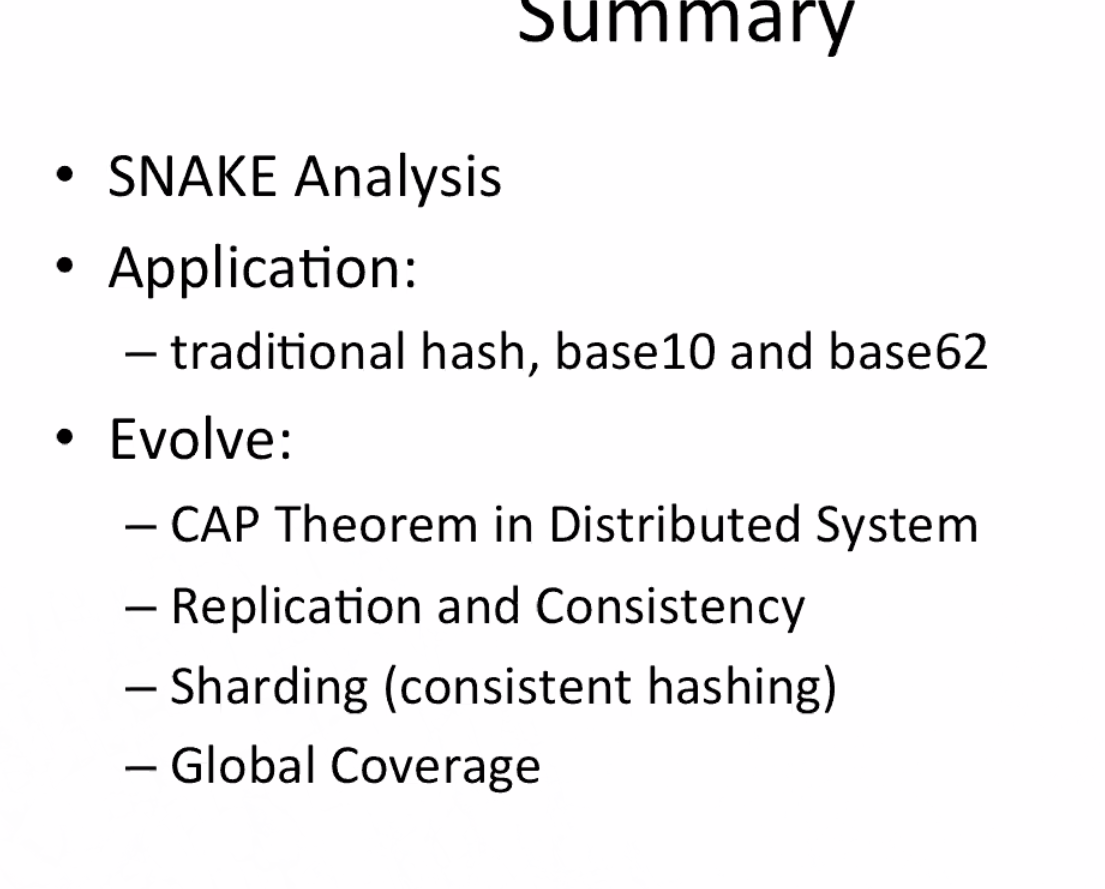 Summary
• SNAKE Analysis
• Application:
– traditional hash, base10 and base62
• Evolve:
– CAP Theorem in Distributed System
– Replication and Consistency
– Sharding (consistent hashing)
– Global Coverage